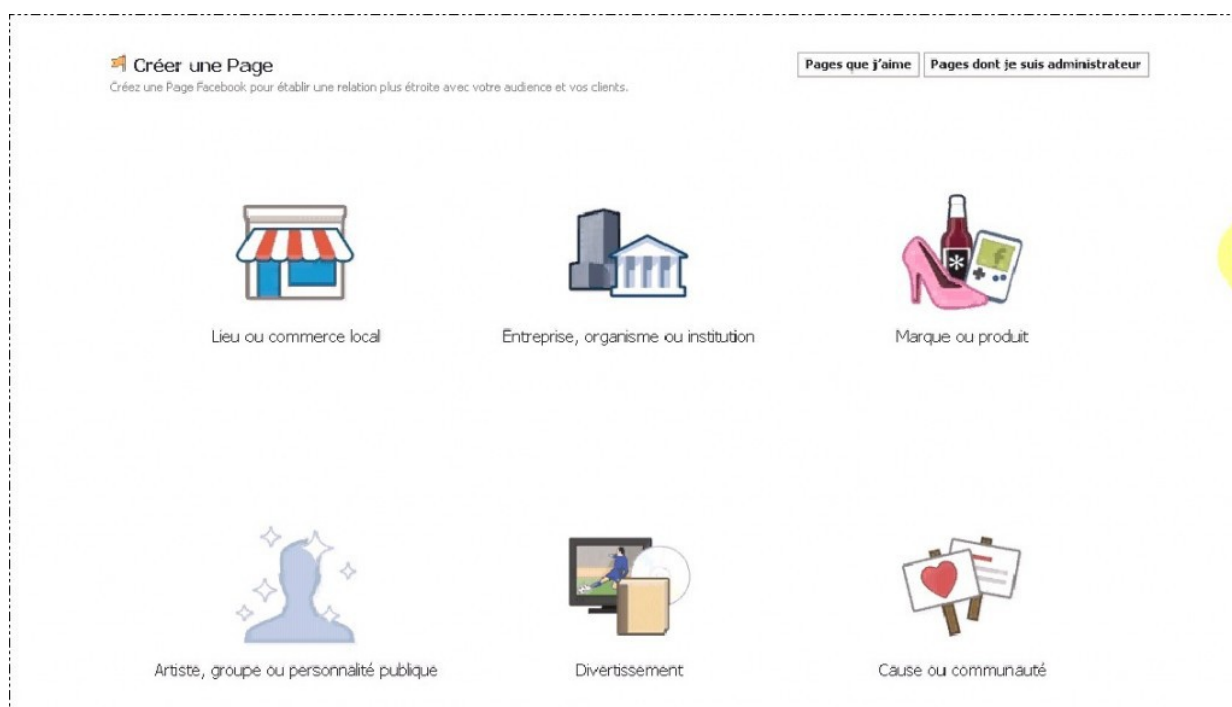 Créer une Page
Créez une Page Facebook pour établir une relation plus étroite avec votre audience et vos clients.
Pages que j'aime
Pages dont je suis administrateur
Lieu ou commerce local
Entreprise, organisme ou institution
Marque ou produit
Artiste, groupe ou personnalité publique
Divertissement
Cause ou communauté